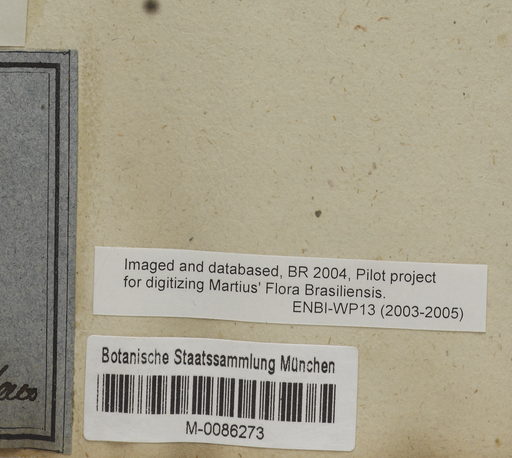 Imaged and databased, BR 2004, Pilot project
for digitizing Martius' Flora Brasiliensis.
ENBI-WP13 (2003-2005)
Botanische Staatssammlung München
M-0086273